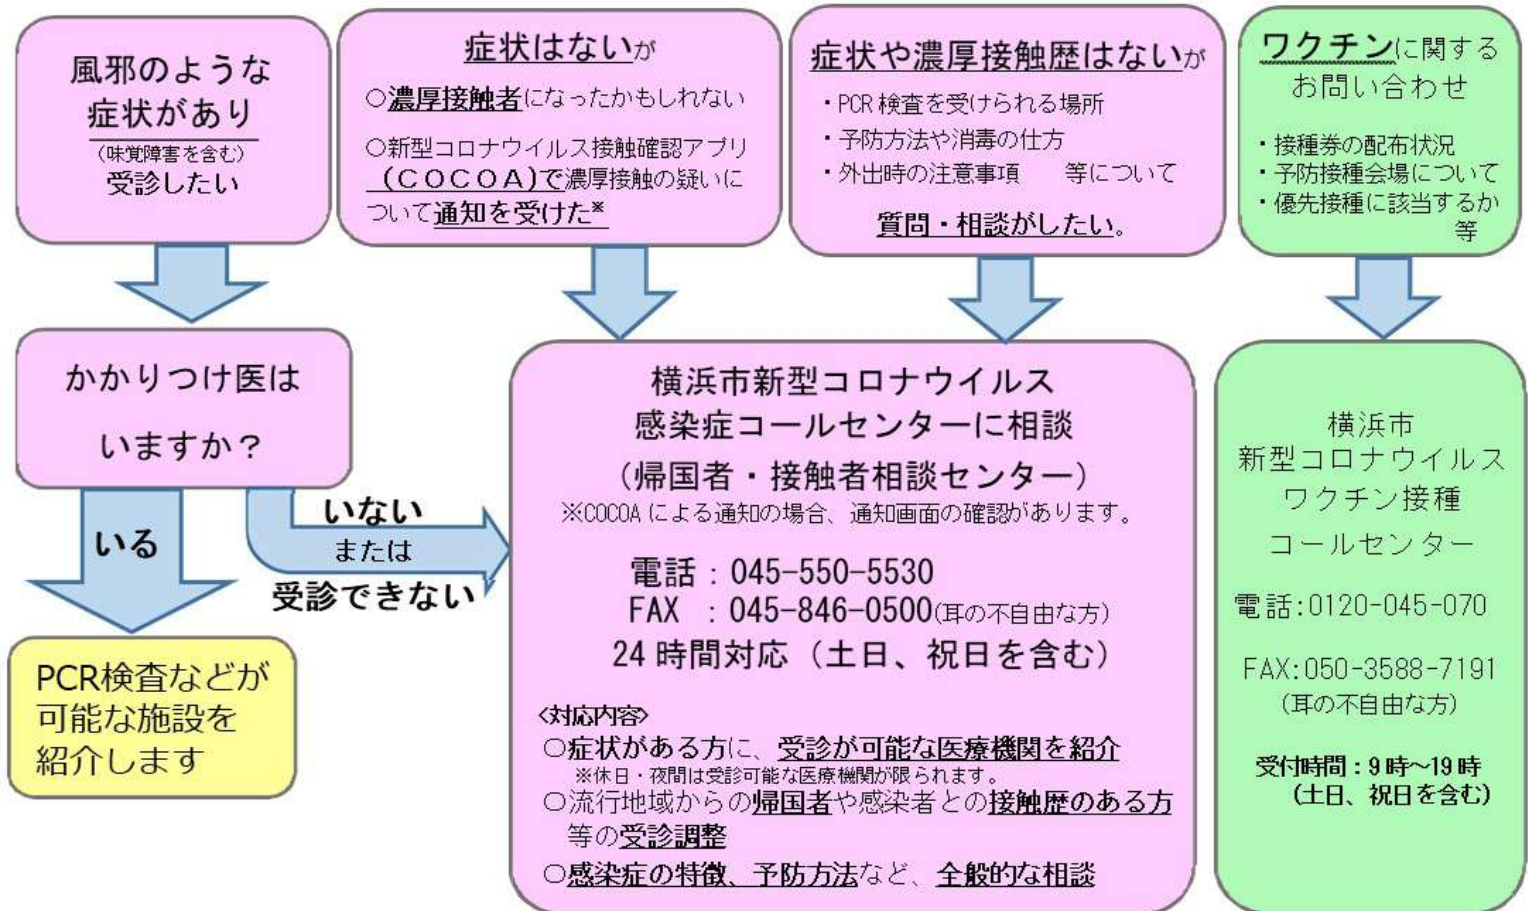 風邪のような
症状があり
(味覚障害を含む)
受診したい
症状はないが
○濃厚接触者になったかもしれない
○新型コロナウイルス接触確認アプリ
(COCOA)で濃厚接触の疑いに
ついて通知を受けた※
症状や濃厚接触歴はないが
・PCR検査を受けられる場所
・予防方法や消毒の仕方
・外出時の注意事項　等について
質問・相談がしたい。
ワクチンに関する
お問い合わせ
・接種券の配布状況
・予防接種会場について
・優先接種に該当するか
等
かかりつけ医は
いますか？
いる
いない
または
受診できない
PCR検査などが
可能な施設を
紹介します
横浜市新型コロナウイルス
感染症コールセンターに相談
（帰国者・接触者相談センター）
※COCOAによる通知の場合、通知画面の確認があります。
電話：045-550-5530
FAX ：045-846-0500(耳の不自由な方)
24時間対応（土日、祝日を含む）
<対応内容>
○症状がある方に、受診が可能な医療機関を紹介
※休日・夜間は受診可能な医療機関が限られます。
○流行地域からの帰国者や感染者との接触歴のある方
等の受診調整
○感染症の特徴、予防方法など、全般的な相談
横浜市
新型コロナウイルス
ワクチン接種
コールセンター
電話:0120-045-070
FAX:050-3588-7191
(耳の不自由な方)
受付時間：9時～19時
(土日、祝日を含む)